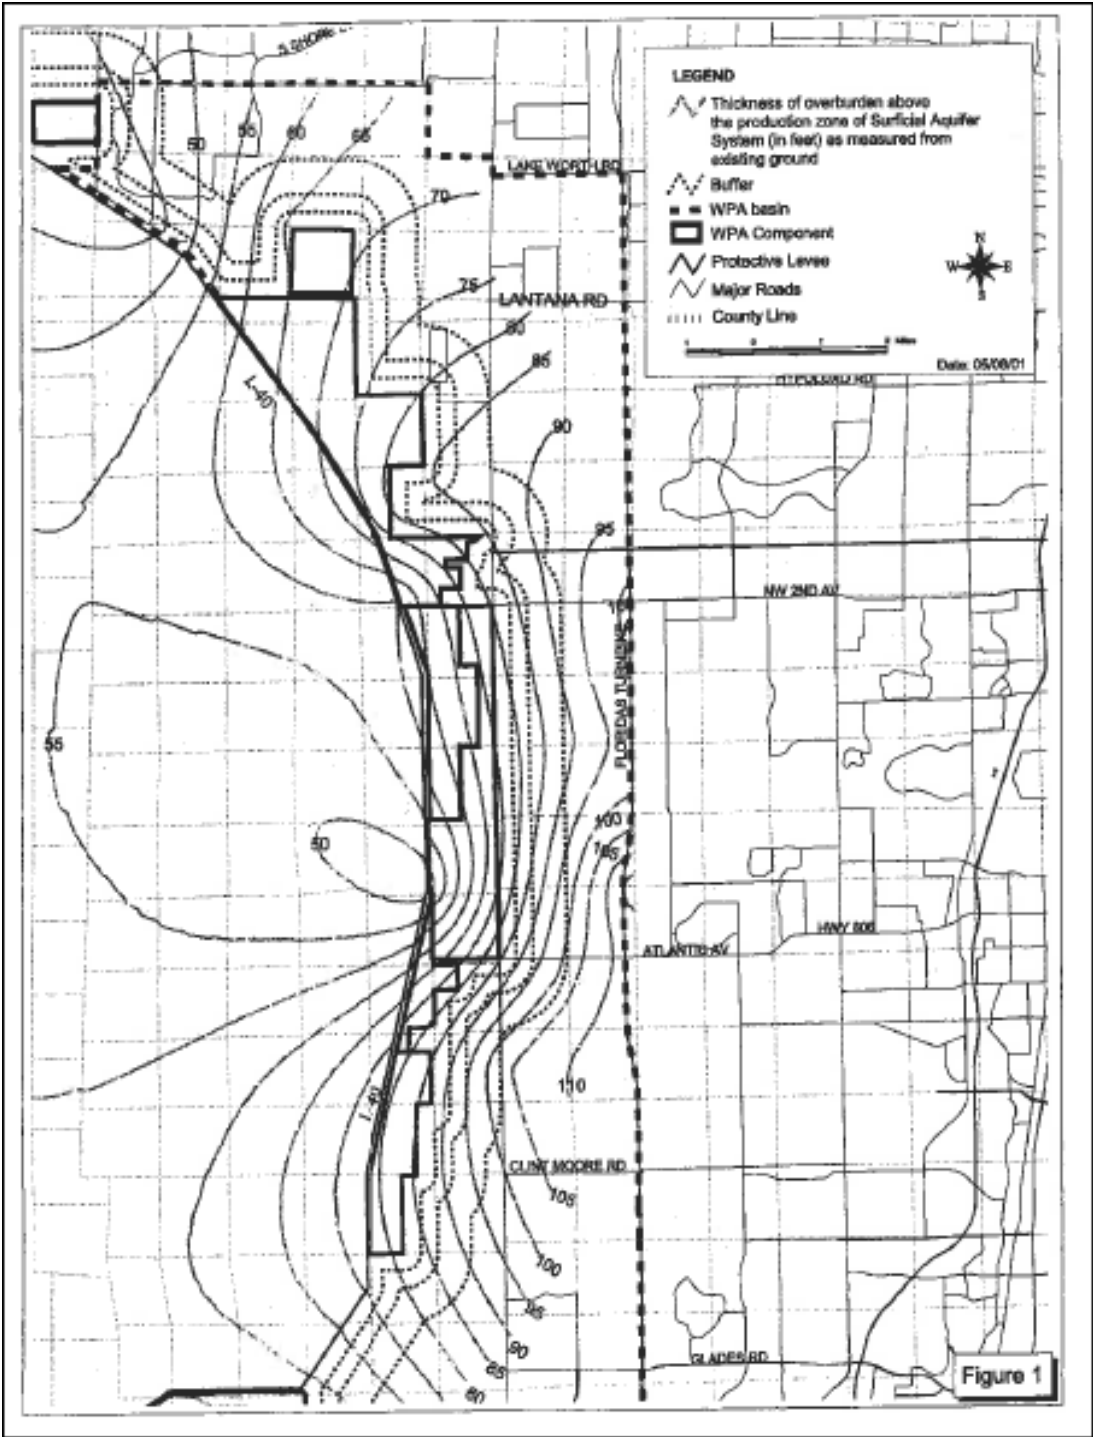 S SHORE
LEGEND
Thickness of overburden above
the production zone of Surficial Aquifer
System (in feet) as measured from
existing ground
Buffer
WPA basin
WPA Component
Protective Levee
Major Roads
County Line
N
W E
S
Miles
Date: 06/08/01
50
55
60
65
LAKE WORTH RD
70
75
LANTANA RD
80
85
L-40
90
95
NW 2ND AV
FLORIDAS TURNPIKE
55
50
100
105
HWY 806
ATLANTIC AV
L-40
110
CLINT MOORE RD
105
100
95
90
85
80
GLADES RD
Figure 1